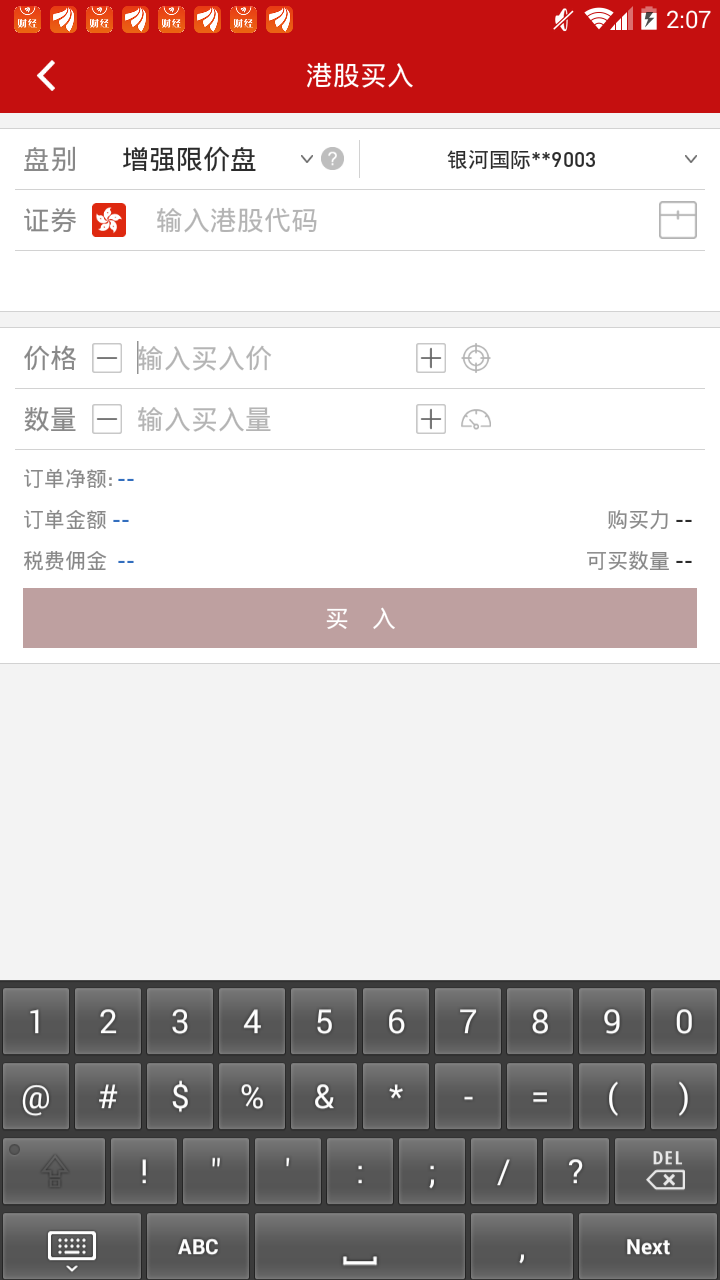 财经 财经 财经 财经 2:07
港股买入
盘别 增强限价盘 ? 银河国际**9003
证券 输入港股代码
价格 输入买入价
数量 输入买入量
订单净额: --
订单金额 -- 购买力 --
税费佣金 -- 可买数量 --
买 入
1 2 3 4 5 6 7 8 9 0
@ # $ % & * - = ( )
! " ' : ; / ? DEL
ABC , Next